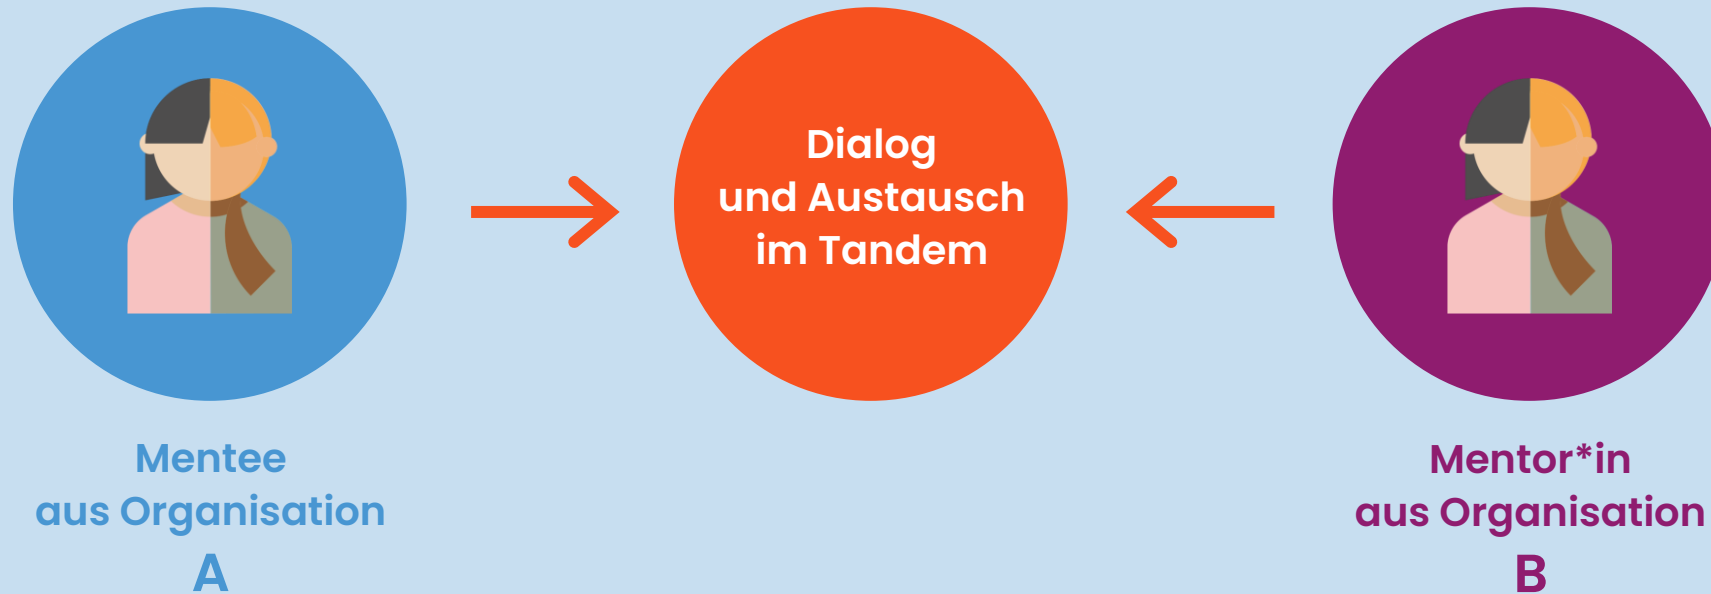 Dialog
und Austausch
im Tandem
Mentee
aus Organisation
A
Mentor*in
aus Organisation
B